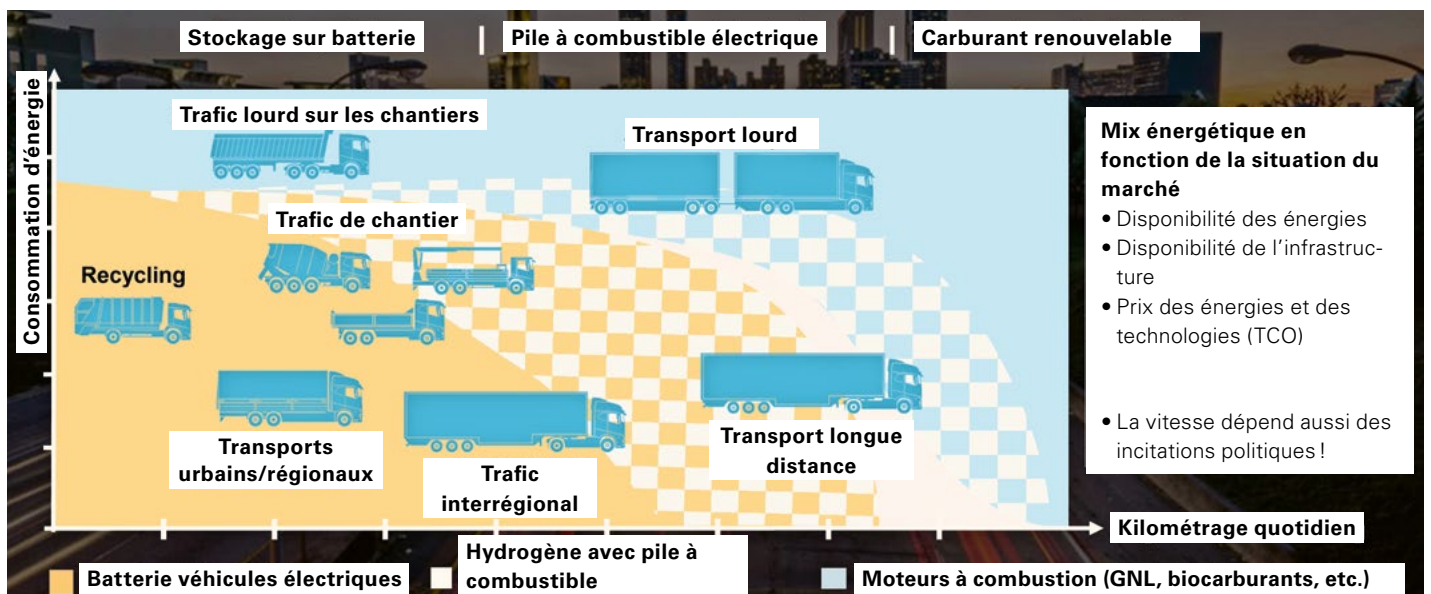 Stockage sur batterie
Pile à combustible électrique
Carburant renouvelable
Consommation d'énergie
Trafic lourd sur les chantiers
Transport lourd
Trafic de chantier
Recycling
Transports
urbains/régionaux
Trafic
interrégional
Transport longue
distance
Mix énergétique en
fonction de la situation du
marché
• Disponibilité des énergies
• Disponibilité de l'infrastruc-
ture
• Prix des énergies et des
technologies (TCO)
• La vitesse dépend aussi des
incitations politiques !
Kilométrage quotidien
Batterie véhicules électriques
Hydrogène avec pile à
combustible
Moteurs à combustion (GNL, biocarburants, etc.)